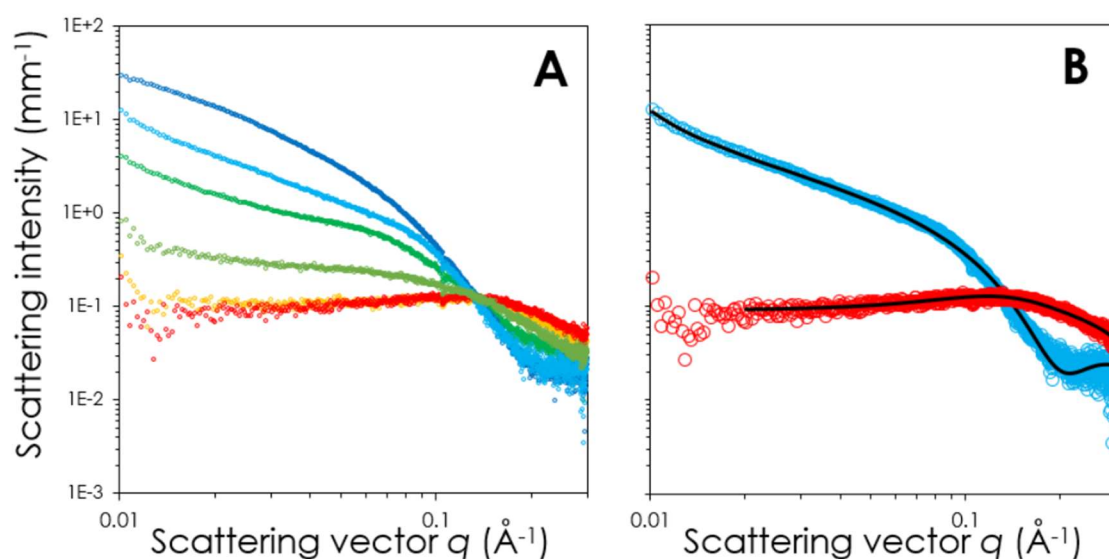 A
B
Scattering intensity (mm⁻¹)
1E+2
1E+1
1E+0
1E-1
1E-2
1E-3
0.01
0.1
0.01
0.1
Scattering vector q (Å⁻¹)
Scattering vector q (Å⁻¹)